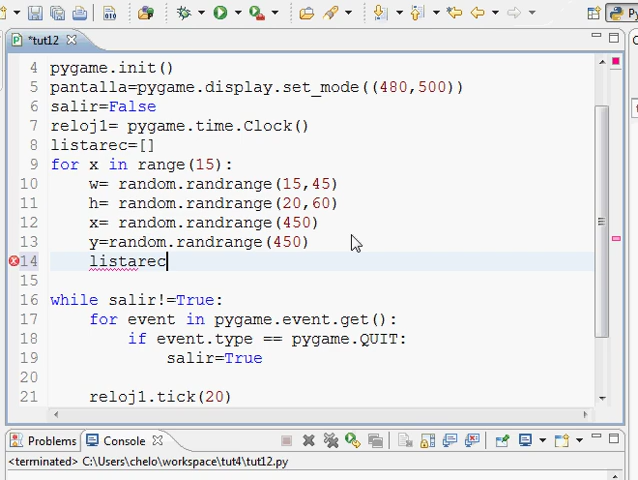 *tut12
4 pygame.init()
5 pantalla=pygame.display.set_mode((480,500))
6 salir=False
7 reloj1= pygame.time.Clock()
8 listarec=[]
9 for x in range(15):
10 w= random.randrange(15,45)
11 h= random.randrange(20,60)
12 x= random.randrange(450)
13 y=random.randrange(450)
14 listarec
15
16 while salir!=True:
17 for event in pygame.event.get():
18 if event.type == pygame.QUIT:
19 salir=True
20
21 reloj1.tick(20)
Problems Console
<terminated> C:\Users\chelo\workspace\tut4\tut12.py